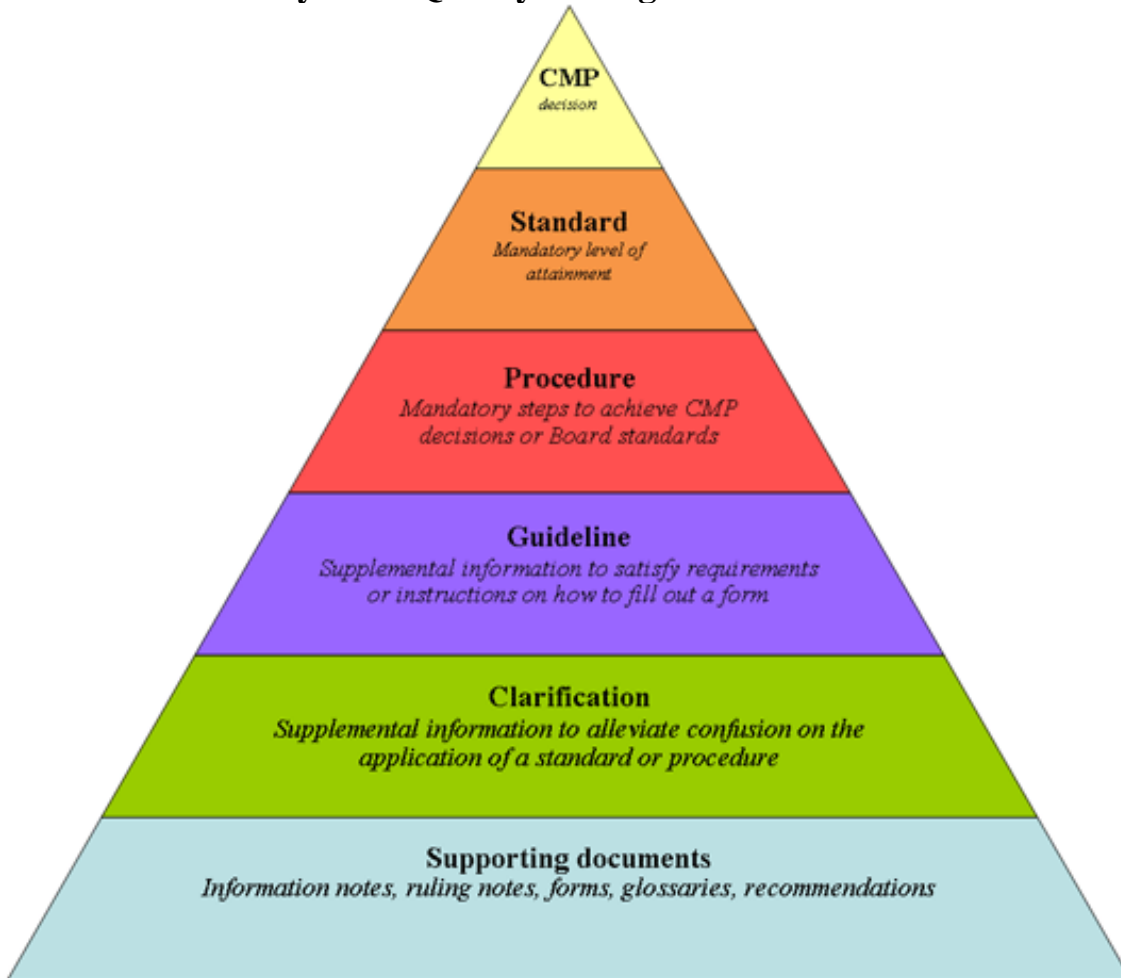 CMP
decision
Standard
Mandatory level of
attainment
Procedure
Mandatory steps to achieve CMP
decisions or Board standards
Guideline
Supplemental information to satisfy requirements
or instructions on how to fill out a form
Clarification
Supplemental information to alleviate confusion on the
application of a standard or procedure
Supporting documents
Information notes, ruling notes, forms, glossaries, recommendations